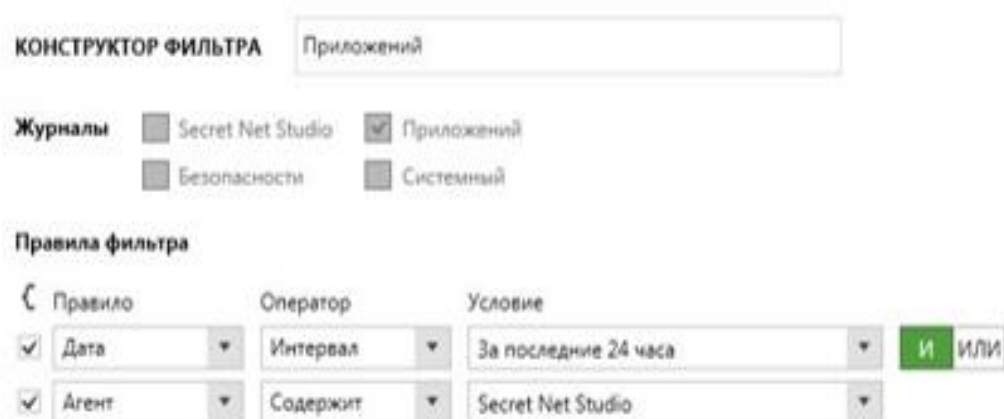 КОНСТРУКТОР ФИЛЬТРА Приложений
Журналы Secret Net Studio Приложений
Безопасности Системный
Правила фильтра
Правило Оператор Условие
Дата Интервал За последние 24 часа И ИЛИ
Агент Содержит Secret Net Studio